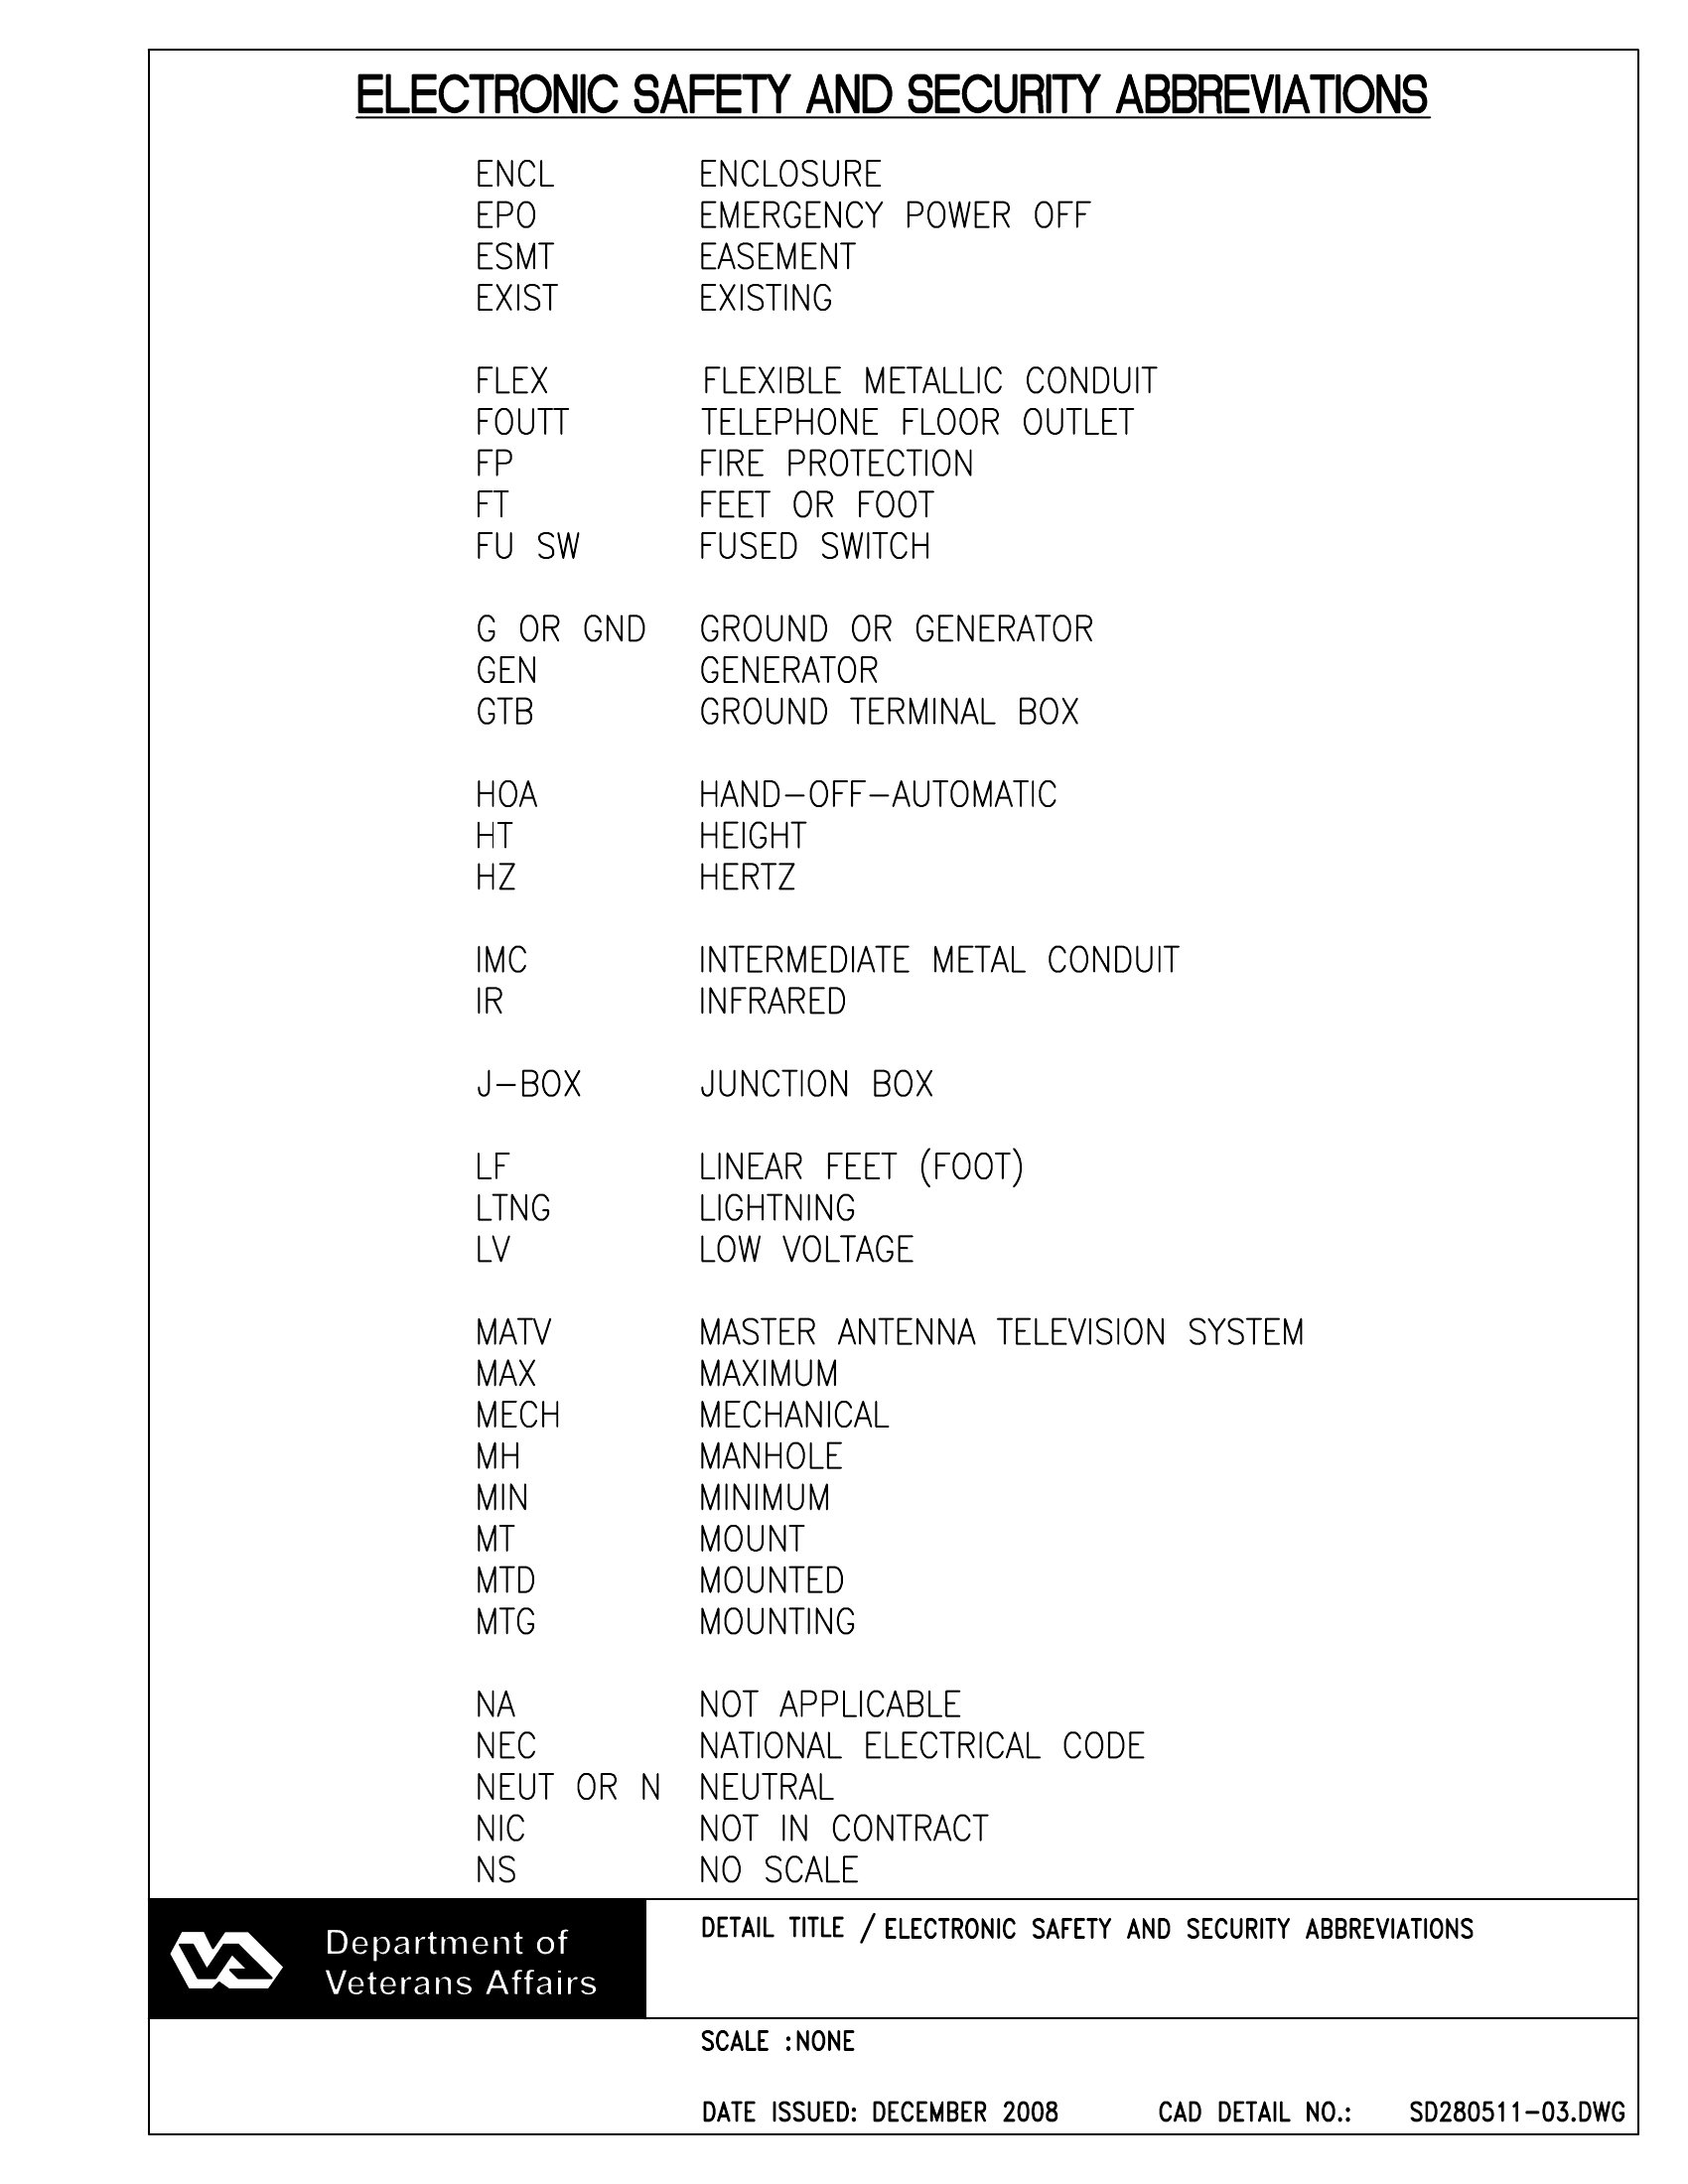 ELECTRONIC SAFETY AND SECURITY ABBREVIATIONS
ENCL ENCLOSURE
EPO EMERGENCY POWER OFF
ESMT EASEMENT
EXIST EXISTING
FLEX FLEXIBLE METALLIC CONDUIT
FOUTT TELEPHONE FLOOR OUTLET
FP FIRE PROTECTION
FT FEET OR FOOT
FU SW FUSED SWITCH
G OR GND GROUND OR GENERATOR
GEN GENERATOR
GTB GROUND TERMINAL BOX
HOA HAND-OFF-AUTOMATIC
HT HEIGHT
HZ HERTZ
IMC INTERMEDIATE METAL CONDUIT
IR INFRARED
J-BOX JUNCTION BOX
LF LINEAR FEET (FOOT)
LTNG LIGHTNING
LV LOW VOLTAGE
MATV MASTER ANTENNA TELEVISION SYSTEM
MAX MAXIMUM
MECH MECHANICAL
MH MANHOLE
MIN MINIMUM
MT MOUNT
MTD MOUNTED
MTG MOUNTING
NA NOT APPLICABLE
NEC NATIONAL ELECTRICAL CODE
NEUT OR N NEUTRAL
NIC NOT IN CONTRACT
NS NO SCALE
Department of
Veterans Affairs
DETAIL TITLE / ELECTRONIC SAFETY AND SECURITY ABBREVIATIONS
SCALE :NONE
DATE ISSUED: DECEMBER 2008 CAD DETAIL NO.: SD280511-03.DWG